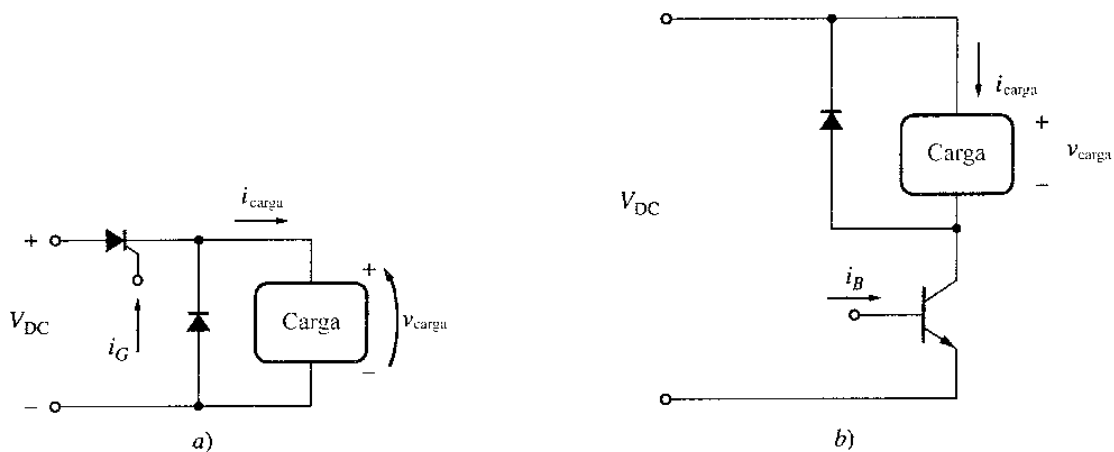 i_carga
+
V_DC
−
i_G
Carga
+
v_carga
−
a)
i_carga
Carga
+
v_carga
−
V_DC
i_B
b)